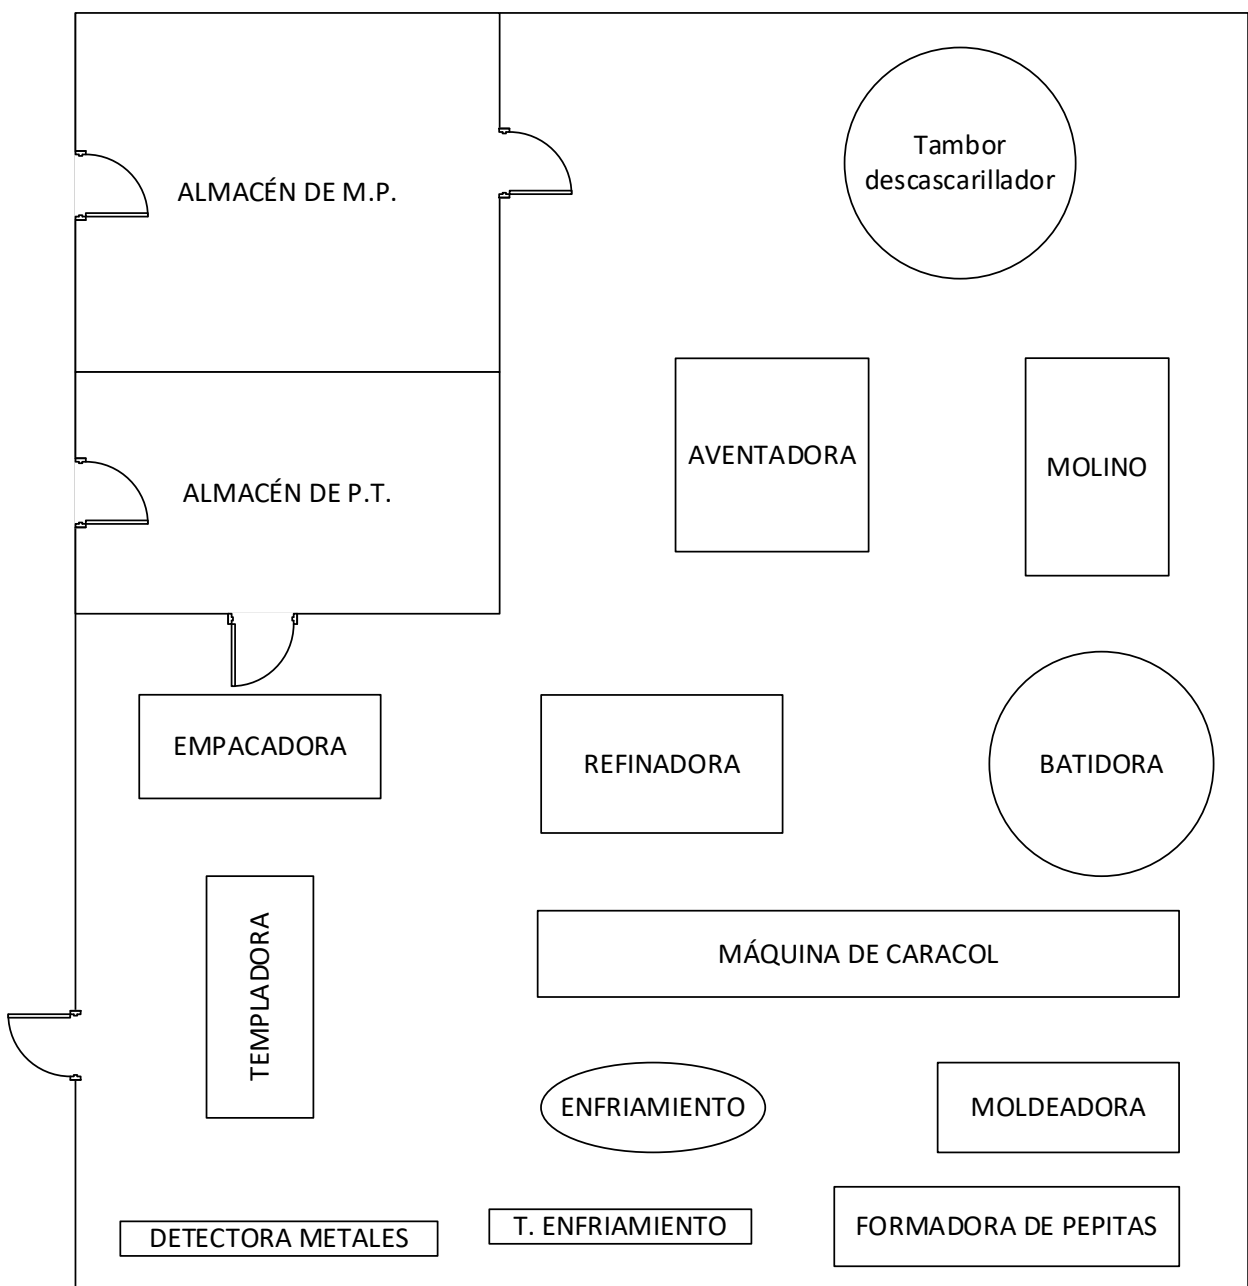 Tambor
descascarillador
ALMACÉN DE M.P.
AVENTADORA
MOLINO
ALMACÉN DE P.T.
EMPACADORA
REFINADORA
BATIDORA
TEMPLADORA
MÁQUINA DE CARACOL
ENFRIAMIENTO
MOLDEADORA
DETECTORA METALES
T. ENFRIAMIENTO
FORMADORA DE PEPITAS